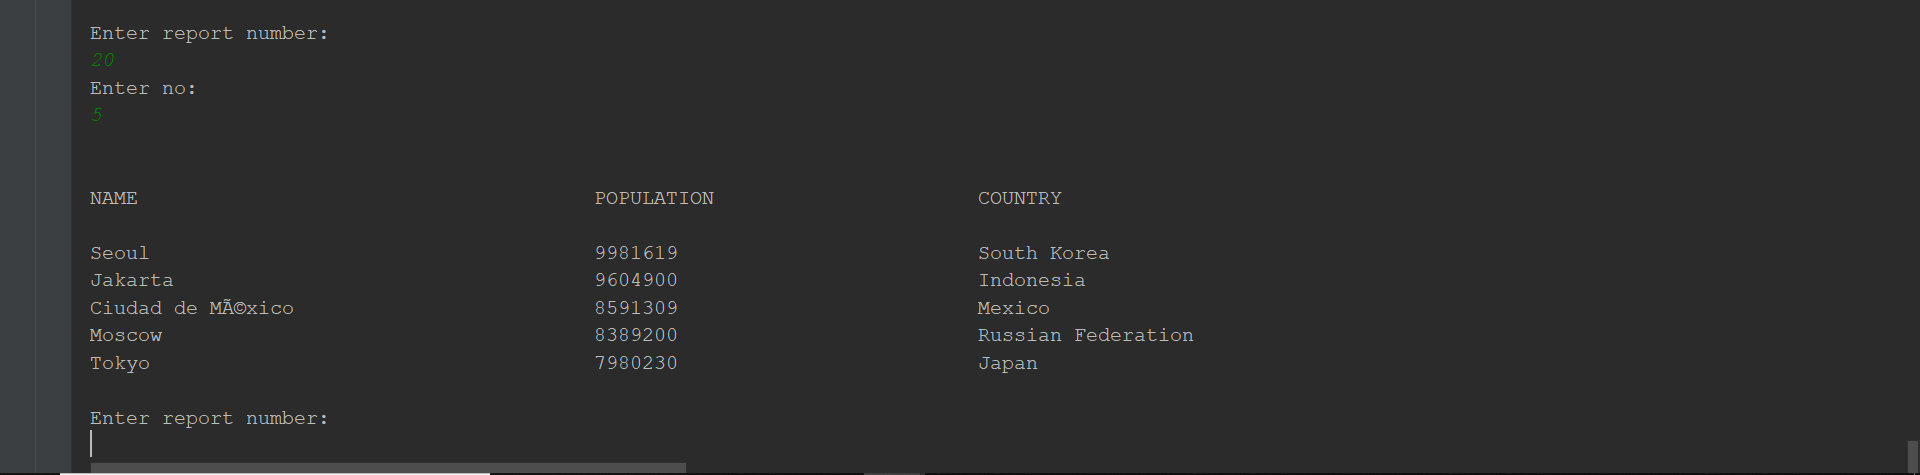 Enter report number:
20
Enter no:
5
NAME POPULATION COUNTRY
Seoul 9981619 South Korea
Jakarta 9604900 Indonesia
Ciudad de MÃ©xico 8591309 Mexico
Moscow 8389200 Russian Federation
Tokyo 7980230 Japan
Enter report number: